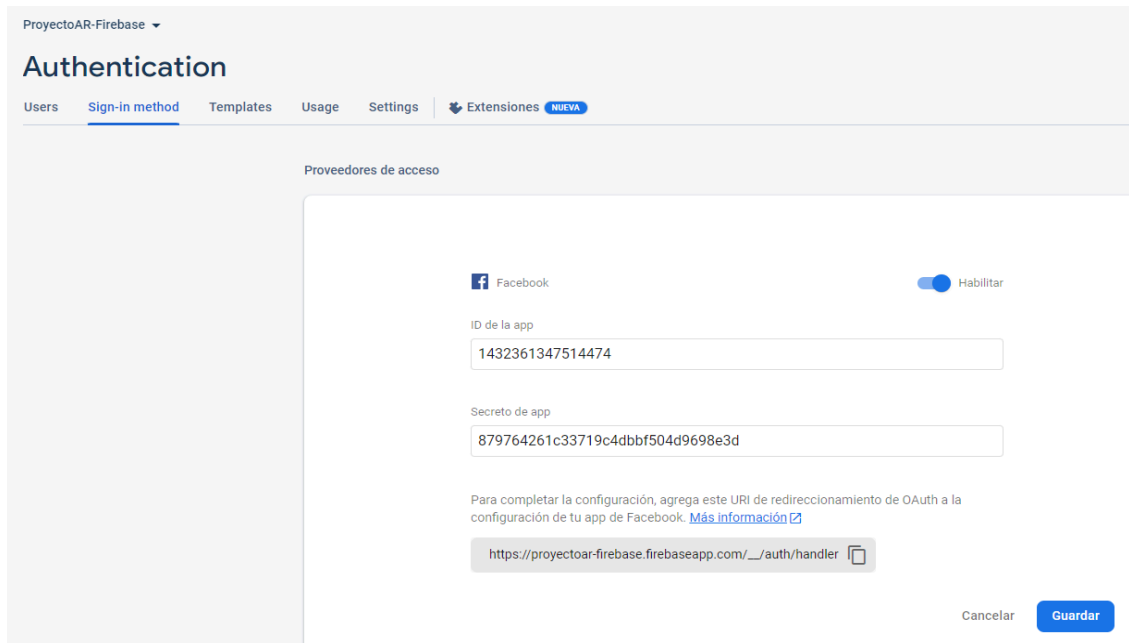 ProyectoAR-Firebase
Authentication
Users Sign-in method Templates Usage Settings Extensiones NUEVA
Proveedores de acceso
Facebook Habilitar
ID de la app
1432361347514474
Secreto de app
879764261c33719c4dbbf504d9698e3d
Para completar la configuración, agrega este URI de redireccionamiento de OAuth a la
configuración de tu app de Facebook. Más información
https://proyectoar-firebase.firebaseapp.com/__/auth/handler
Cancelar Guardar